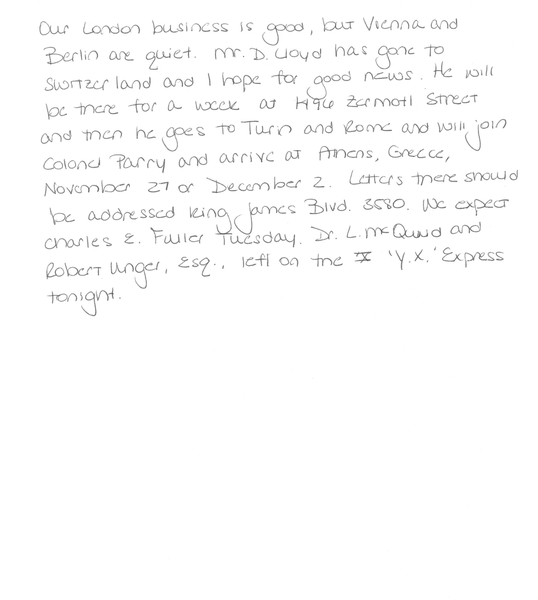 Our London business is good, but Vienna and
Berlin are quiet. Mr. D. Lloyd has gone to
Switzerland and I hope for good news. He will
be there for a week at 1496 Zermott Street
and then he goes to Turin and Rome and will join
Colonel Parry and arrive at Athens, Greece,
November 27 or December 2. Letters there should
be addressed King James Blvd. 3580. We expect
Charles E. Fuller Tuesday. Dr. L. McQuaid and
Robert Unger, Esq., left on the 'Y.X.' Express
tonight.